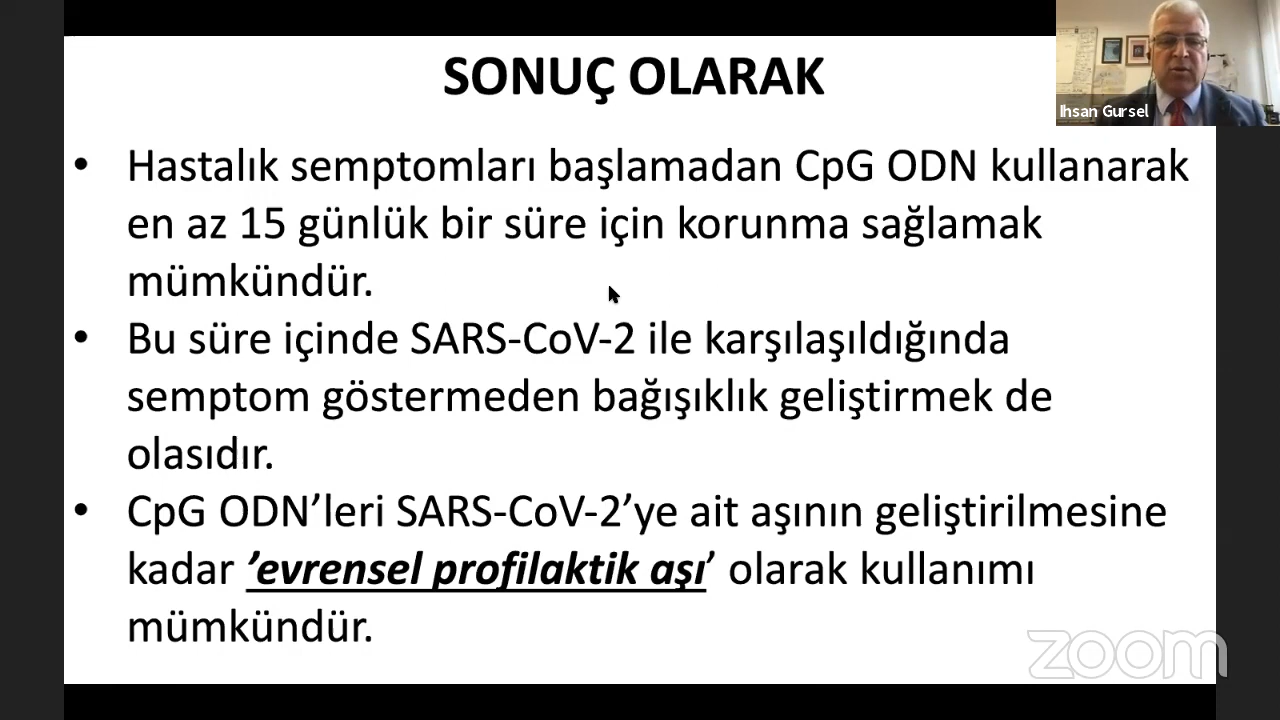 SONUÇ OLARAK
Ihsan Gursel
• Hastalık semptomları başlamadan CpG ODN kullanarak
en az 15 günlük bir süre için korunma sağlamak
mümkündür.
• Bu süre içinde SARS-CoV-2 ile karşılaşıldığında
semptom göstermeden bağışıklık geliştirmek de
olasıdır.
• CpG ODN’leri SARS-CoV-2’ye ait aşının geliştirilmesine
kadar ’evrensel profilaktik aşı’ olarak kullanımı
mümkündür.
zoom